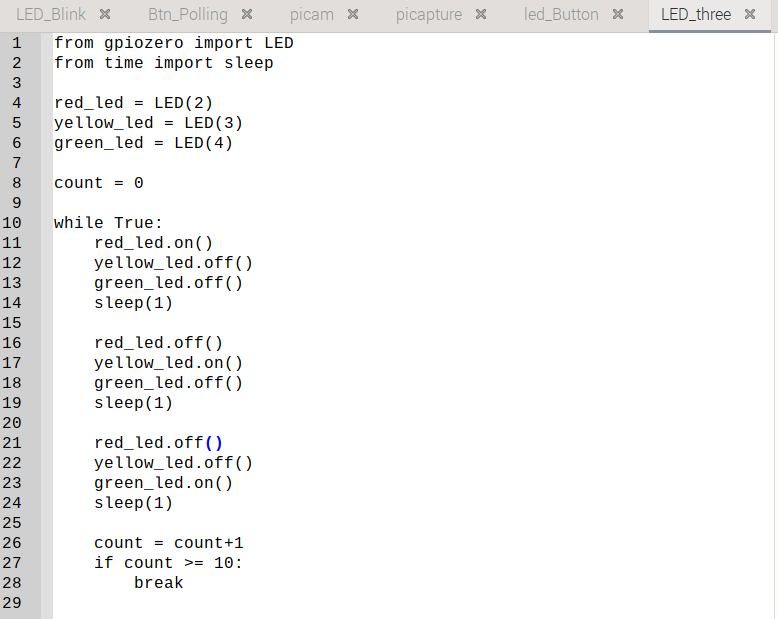 LED_Blink ✕ Btn_Polling ✕ picam ✕ picapture ✕ led_Button ✕ LED_three ✕
1 from gpiozero import LED
2 from time import sleep
3
4 red_led = LED(2)
5 yellow_led = LED(3)
6 green_led = LED(4)
7
8 count = 0
9
10 while True:
11     red_led.on()
12     yellow_led.off()
13     green_led.off()
14     sleep(1)
15
16     red_led.off()
17     yellow_led.on()
18     green_led.off()
19     sleep(1)
20
21     red_led.off()
22     yellow_led.off()
23     green_led.on()
24     sleep(1)
25
26     count = count+1
27     if count >= 10:
28         break
29